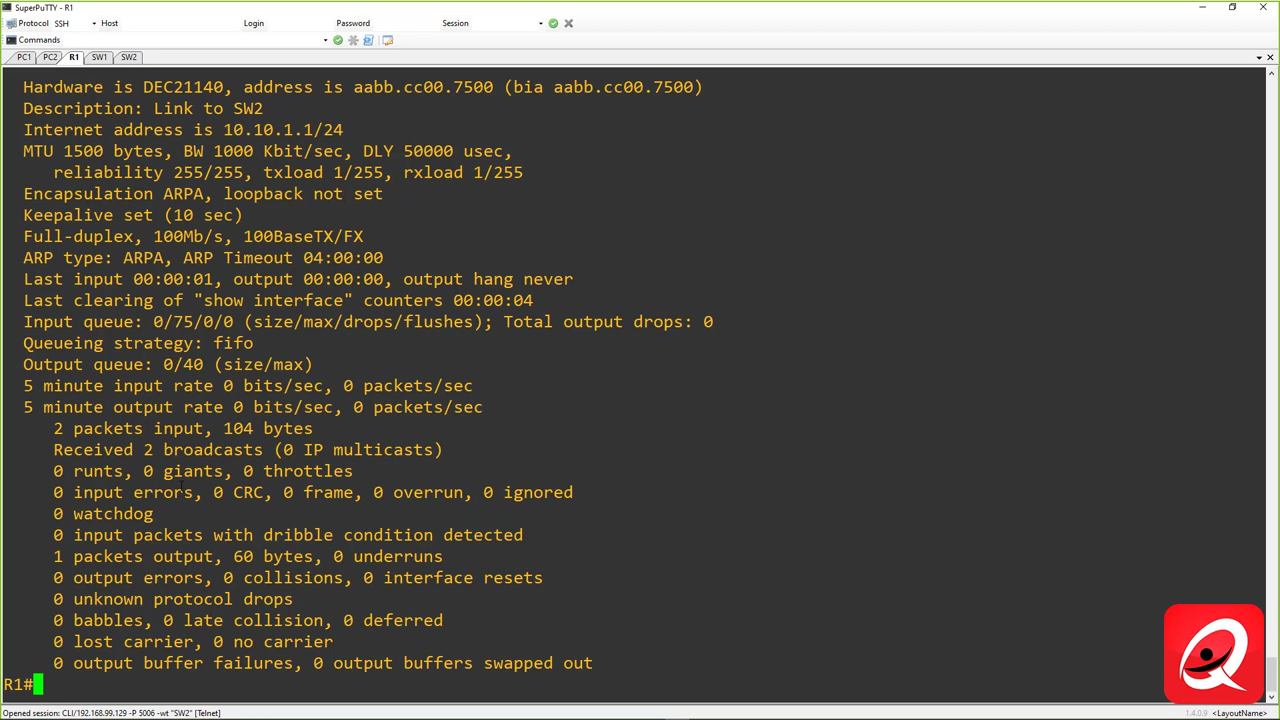 SuperPuTTY - R1
Protocol SSH Host Login Password Session
Commands
PC1 PC2 R1 SW1 SW2
Hardware is DEC21140, address is aabb.cc00.7500 (bia aabb.cc00.7500)
Description: Link to SW2
Internet address is 10.10.1.1/24
MTU 1500 bytes, BW 1000 Kbit/sec, DLY 50000 usec,
reliability 255/255, txload 1/255, rxload 1/255
Encapsulation ARPA, loopback not set
Keepalive set (10 sec)
Full-duplex, 100Mb/s, 100BaseTX/FX
ARP type: ARPA, ARP Timeout 04:00:00
Last input 00:00:01, output 00:00:00, output hang never
Last clearing of "show interface" counters 00:00:04
Input queue: 0/75/0/0 (size/max/drops/flushes); Total output drops: 0
Queueing strategy: fifo
Output queue: 0/40 (size/max)
5 minute input rate 0 bits/sec, 0 packets/sec
5 minute output rate 0 bits/sec, 0 packets/sec
2 packets input, 104 bytes
Received 2 broadcasts (0 IP multicasts)
0 runts, 0 giants, 0 throttles
0 input errors, 0 CRC, 0 frame, 0 overrun, 0 ignored
0 watchdog
0 input packets with dribble condition detected
1 packets output, 60 bytes, 0 underruns
0 output errors, 0 collisions, 0 interface resets
0 unknown protocol drops
0 babbles, 0 late collision, 0 deferred
0 lost carrier, 0 no carrier
0 output buffer failures, 0 output buffers swapped out
R1#
Opened session: CLI/192.168.99.129 -P 5006 -wt "SW2" [Telnet] 1.4.0.9 <LayoutName>